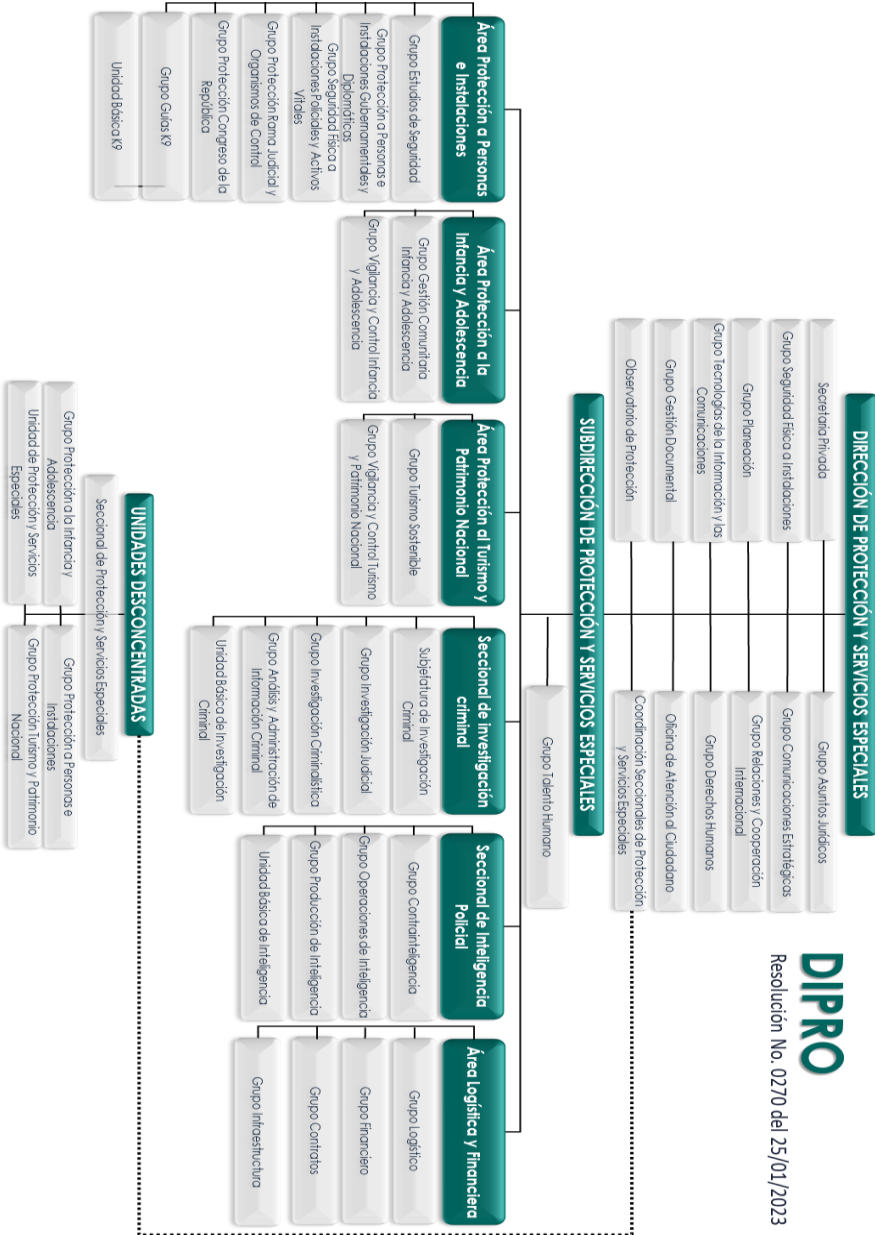 DIPRO
Resolución No. 0270 del 25/01/2023
DIRECCIÓN DE PROTECCIÓN Y SERVICIOS ESPECIALES
Secretaria Privada
Grupo Asuntos Jurídicos
Grupo Seguridad Física a Instalaciones
Grupo Comunicaciones Estratégicas
Grupo Planeación
Grupo Relaciones y Cooperación
Internacional
Grupo Tecnologías de la Información y las
Comunicaciones
Grupo Derechos Humanos
Grupo Gestión Documental
Oficina de Atención al Ciudadano
Observatorio de Protección
Coordinación Seccionales de Protección
y Servicios Especiales
SUBDIRECCIÓN DE PROTECCIÓN Y SERVICIOS ESPECIALES
Grupo Talento Humano
Área Protección a Personas
e Instalaciones
Grupo Estudios de Seguridad
Grupo Protección a Personas e
Instalaciones Gubernamentales y
Diplomáticas
Grupo Seguridad Física a
Instalaciones Policiales y Activos
Vitales
Grupo Protección Rama Judicial y
Organismos de Control
Grupo Protección Congreso de la
República
Grupo Guías K9
Unidad Básica K9
Área Protección a la
Infancia y Adolescencia
Grupo Gestión Comunitaria
Infancia y Adolescencia
Grupo Vigilancia y Control Infancia
y Adolescencia
Área Protección al Turismo y
Patrimonio Nacional
Grupo Turismo Sostenible
Grupo Vigilancia y Control Turismo
y Patrimonio Nacional
Seccional de investigación
criminal
Subjefatura de Investigación
Criminal
Grupo Investigación Judicial
Grupo Investigación Criminalística
Grupo Análisis y Administración de
Información Criminal
Unidad Básica de Investigación
Criminal
Seccional de Inteligencia
Policial
Grupo Contrainteligencia
Grupo Operaciones de Inteligencia
Grupo Producción de Inteligencia
Unidad Básica de Inteligencia
Área Logística y Financiera
Grupo Logístico
Grupo Financiero
Grupo Contratos
Grupo Infraestructura
UNIDADES DESCONCENTRADAS
Seccional de Protección y Servicios Especiales
Grupo Protección a la Infancia y
Adolescencia
Grupo Protección a Personas e
Instalaciones
Unidad de Protección y Servicios
Especiales
Grupo Protección Turismo y Patrimonio
Nacional